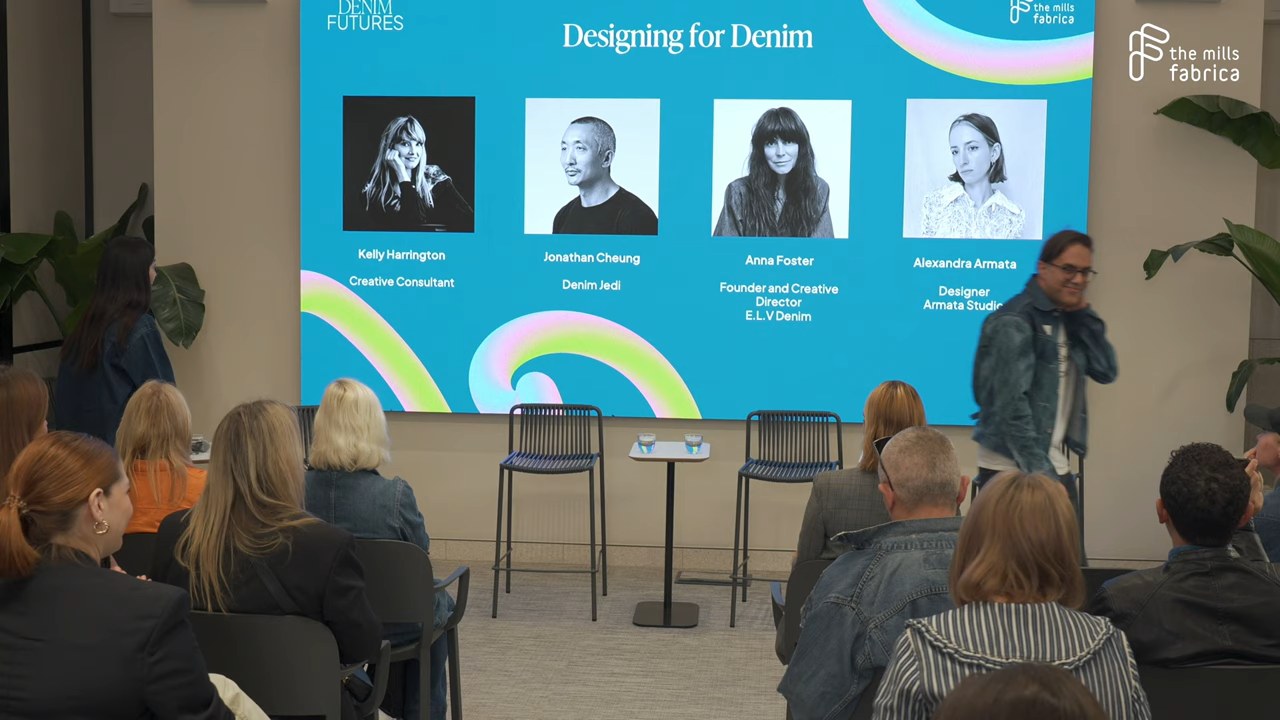 DENIM
FUTURES
Designing for Denim
the mills
fabrica
the mills
fabrica
Kelly Harrington
Creative Consultant
Jonathan Cheung
Denim Jedi
Anna Foster
Founder and Creative
Director
E.L.V Denim
Alexandra Armata
Designer
Armata Studio